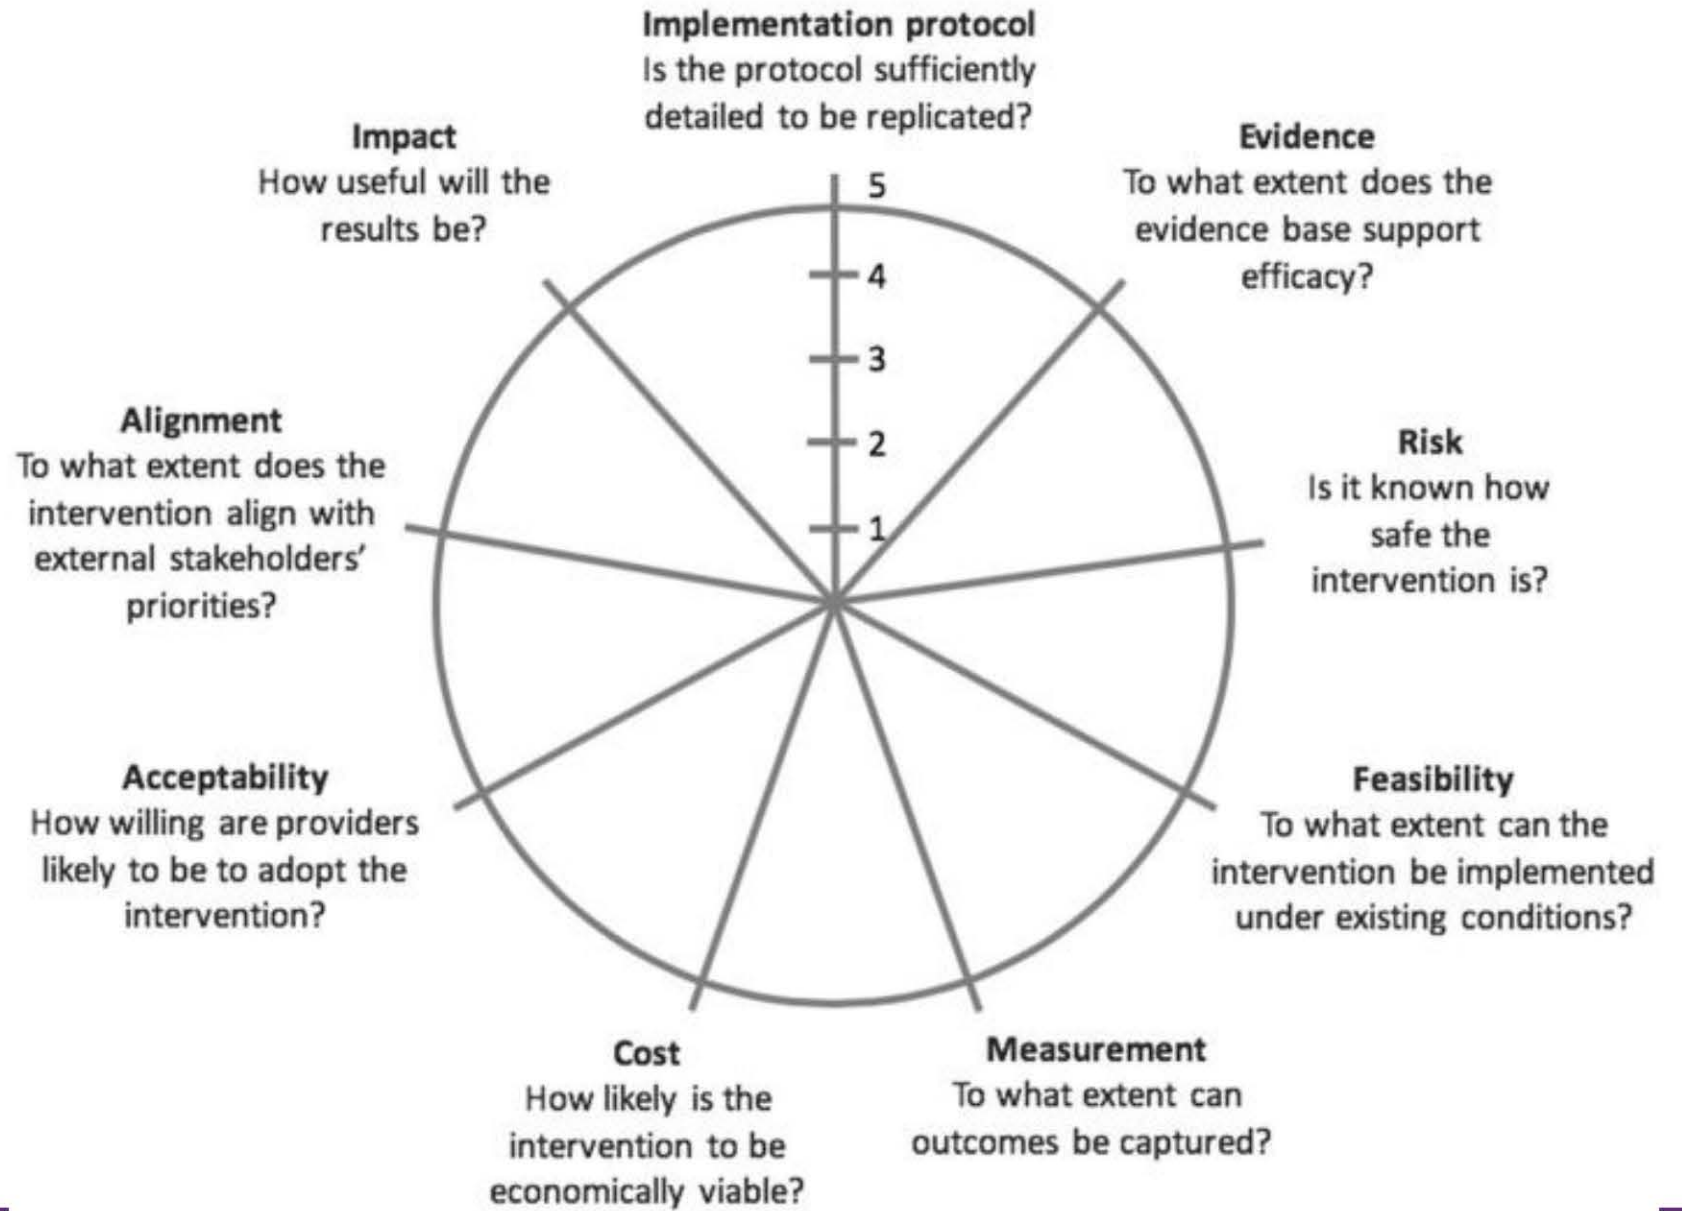 Implementation protocol
Is the protocol sufficiently
detailed to be replicated?
Impact
How useful will the
results be?
Evidence
To what extent does the
evidence base support
efficacy?
5
4
3
2
1
Alignment
To what extent does the
intervention align with
external stakeholders’
priorities?
Risk
Is it known how
safe the
intervention is?
Acceptability
How willing are providers
likely to be to adopt the
intervention?
Feasibility
To what extent can the
intervention be implemented
under existing conditions?
Cost
How likely is the
intervention to be
economically viable?
Measurement
To what extent can
outcomes be captured?